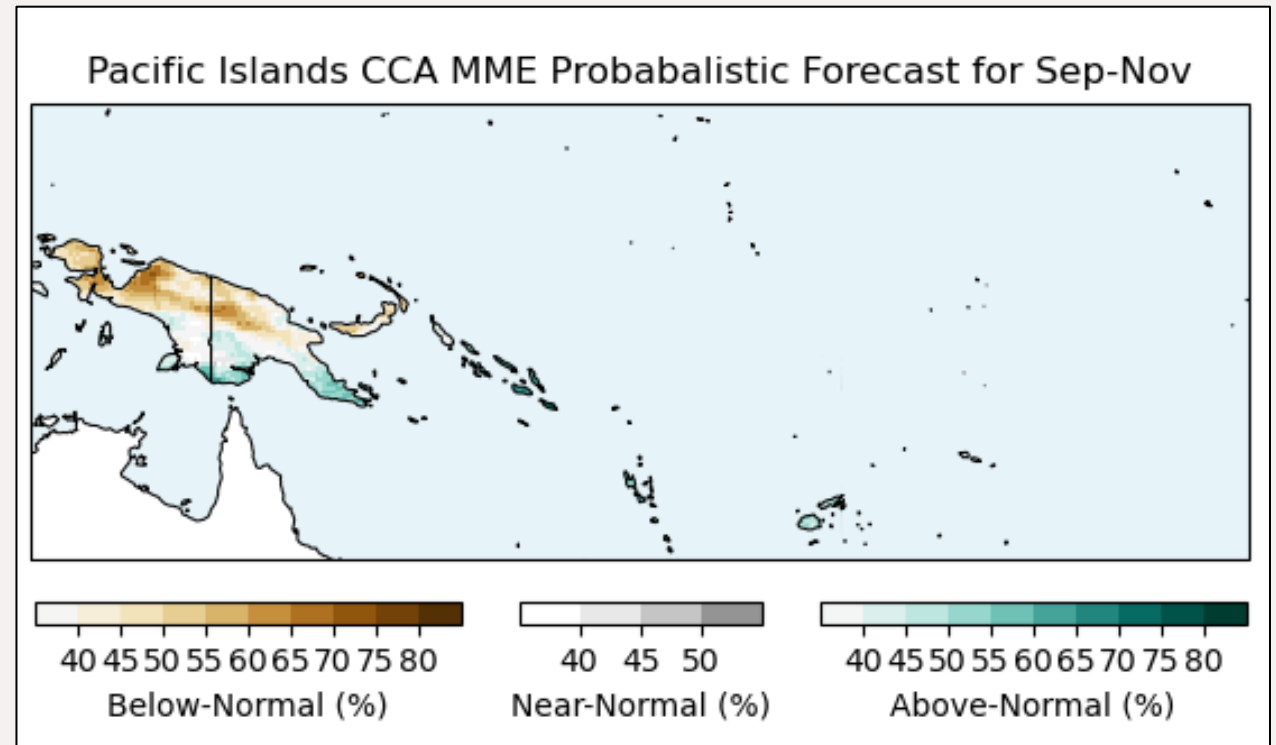 Pacific Islands CCA MME Probabalistic Forecast for Sep-Nov
40 45 50 55 60 65 70 75 80
Below-Normal (%)
40 45 50
Near-Normal (%)
40 45 50 55 60 65 70 75 80
Above-Normal (%)